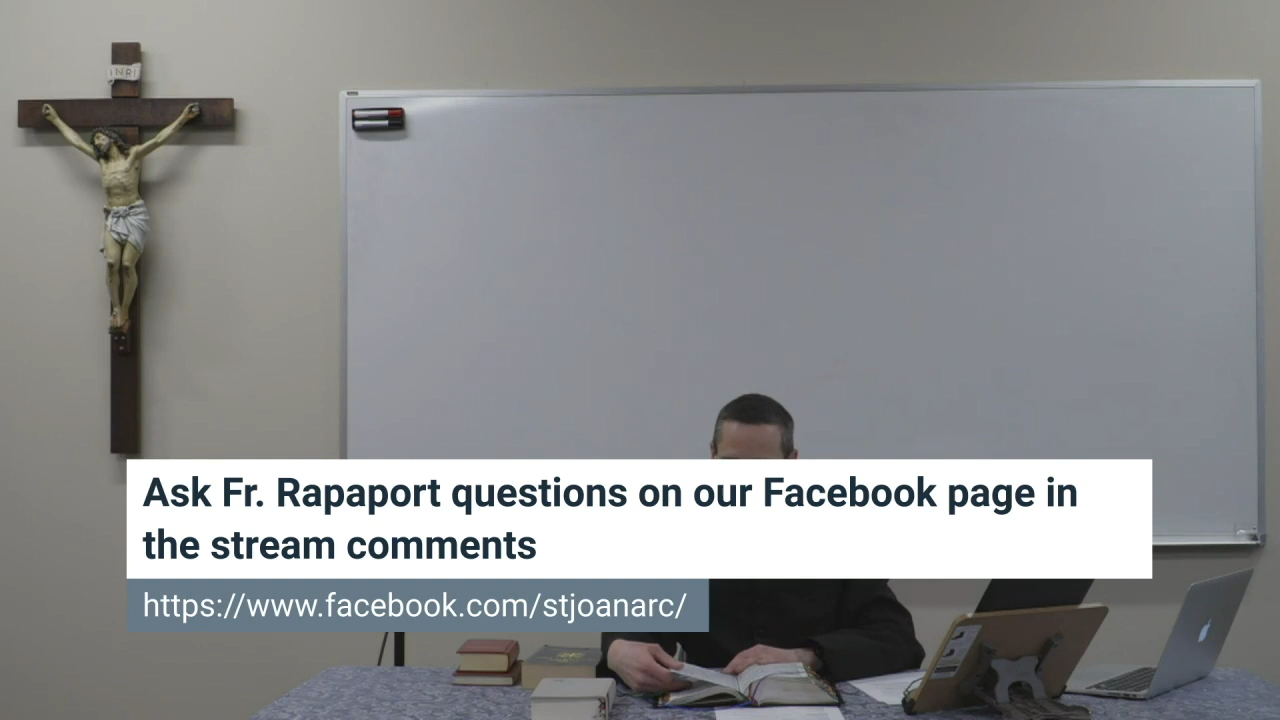 INRI
Ask Fr. Rapaport questions on our Facebook page in
the stream comments
https://www.facebook.com/stjoanarc/